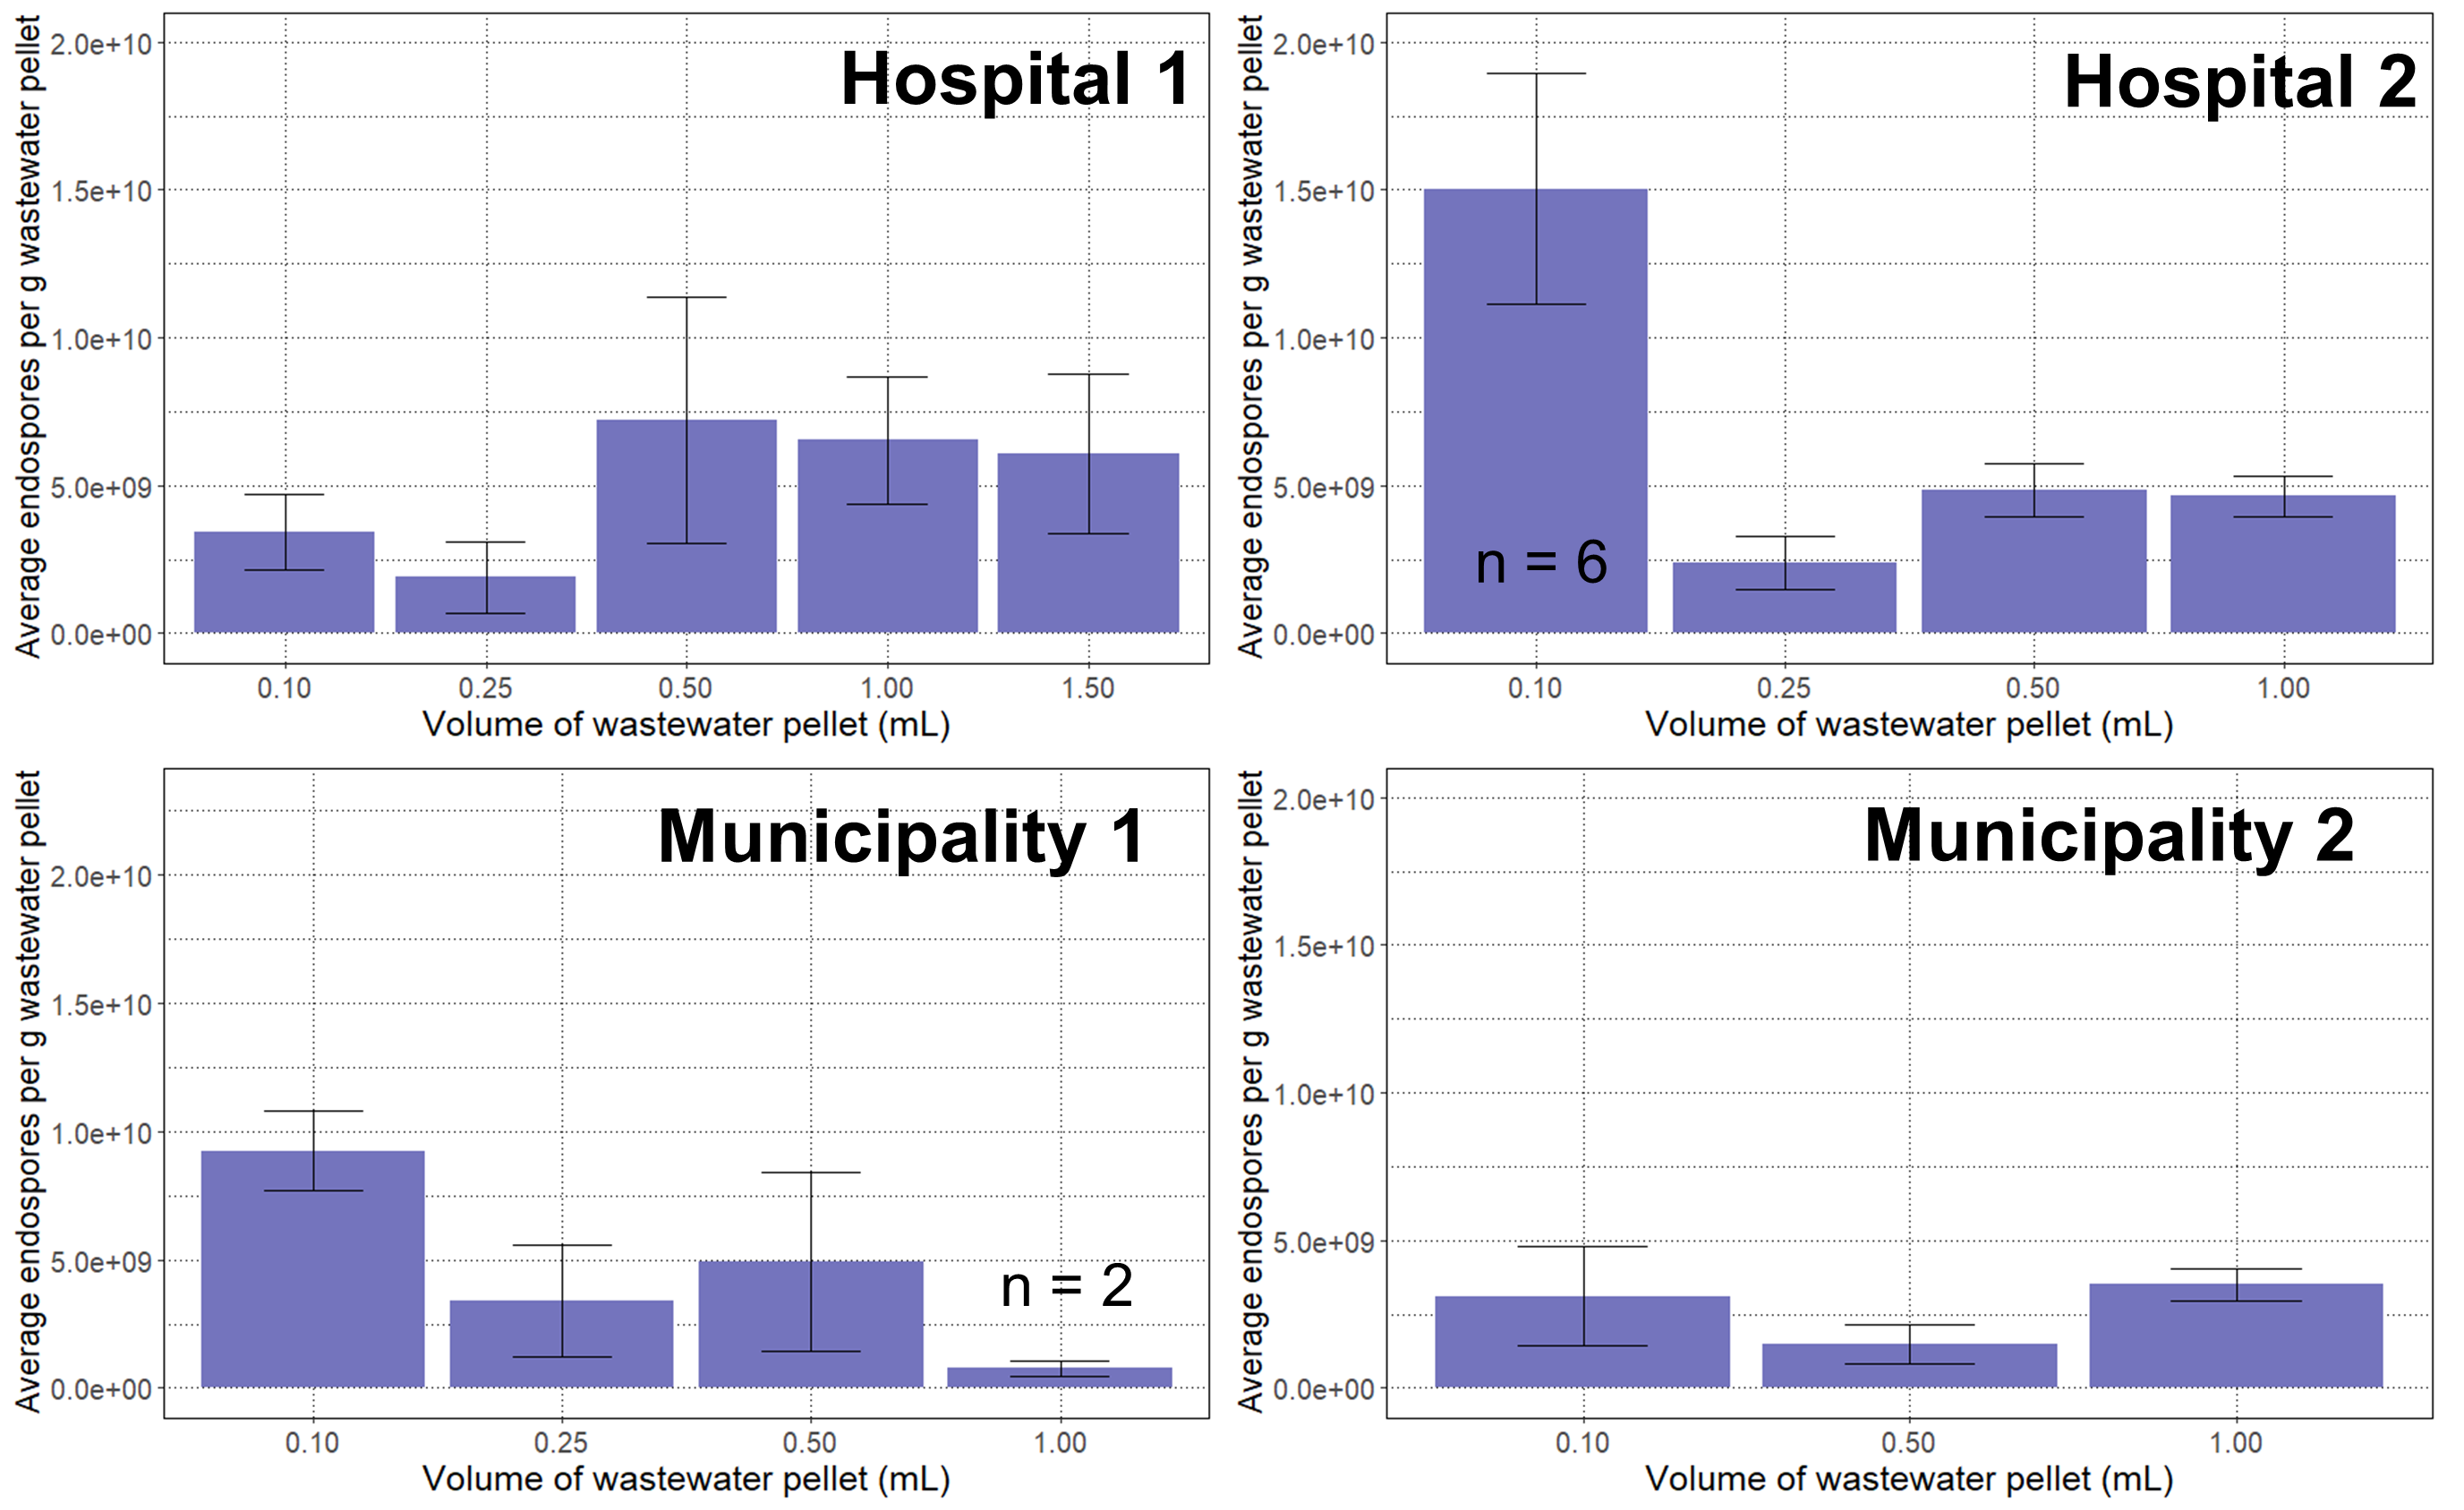 Hospital 1
Average endospores per g wastewater pellet
2.0e+10
1.5e+10
1.0e+10
5.0e+09
0.0e+00
0.10 0.25 0.50 1.00 1.50
Volume of wastewater pellet (mL)
Hospital 2
Average endospores per g wastewater pellet
2.0e+10
1.5e+10
1.0e+10
5.0e+09
0.0e+00
n = 6
0.10 0.25 0.50 1.00
Volume of wastewater pellet (mL)
Municipality 1
Average endospores per g wastewater pellet
2.0e+10
1.5e+10
1.0e+10
5.0e+09
0.0e+00
n = 2
0.10 0.25 0.50 1.00
Volume of wastewater pellet (mL)
Municipality 2
Average endospores per g wastewater pellet
2.0e+10
1.5e+10
1.0e+10
5.0e+09
0.0e+00
0.10 0.50 1.00
Volume of wastewater pellet (mL)